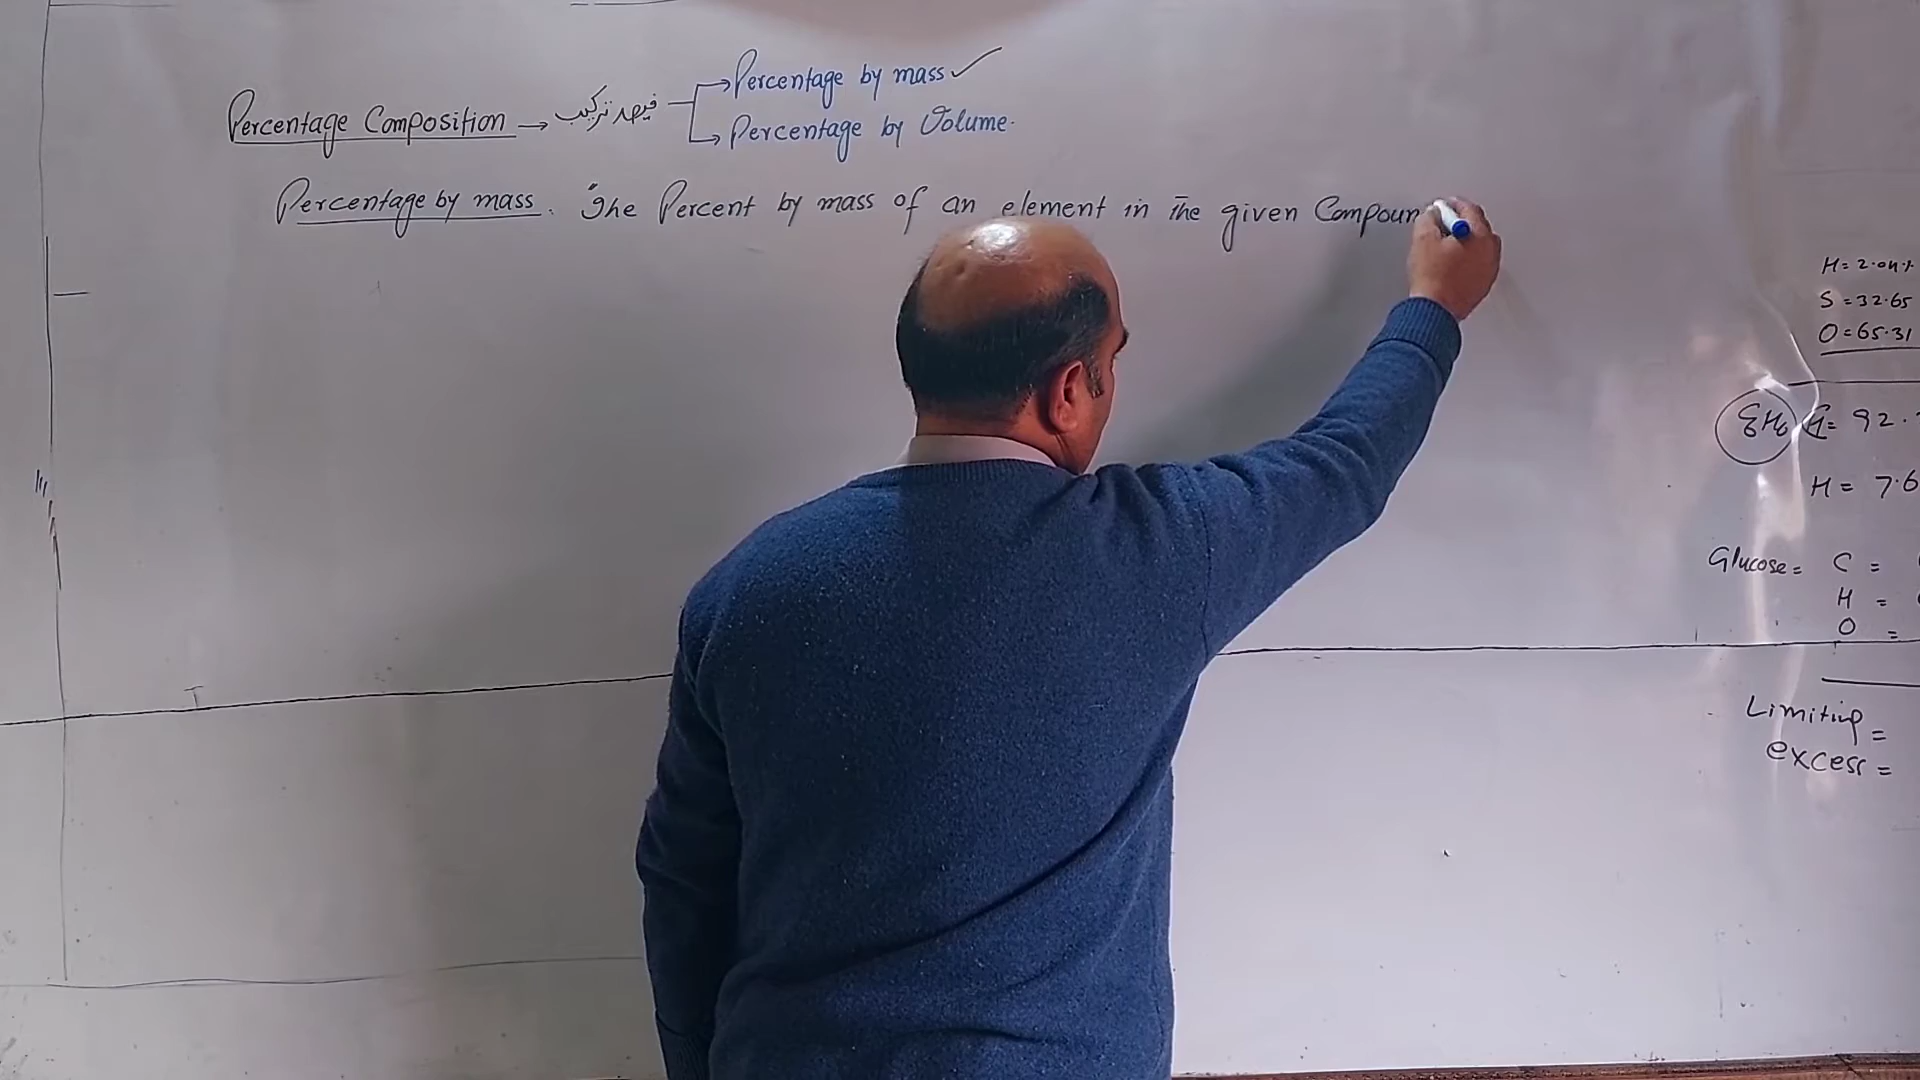 Percentage Composition → فیصد ترکیب
→ Percentage by mass ✓
→ Percentage by Volume.
Percentage by mass. "The Percent by mass of an element in the given Compoun
H = 2.04%
S = 32.65
O = 65.31
C6H6 C = 92.
H = 7.6
Glucose = C =
H =
O =
Limiting =
excess =